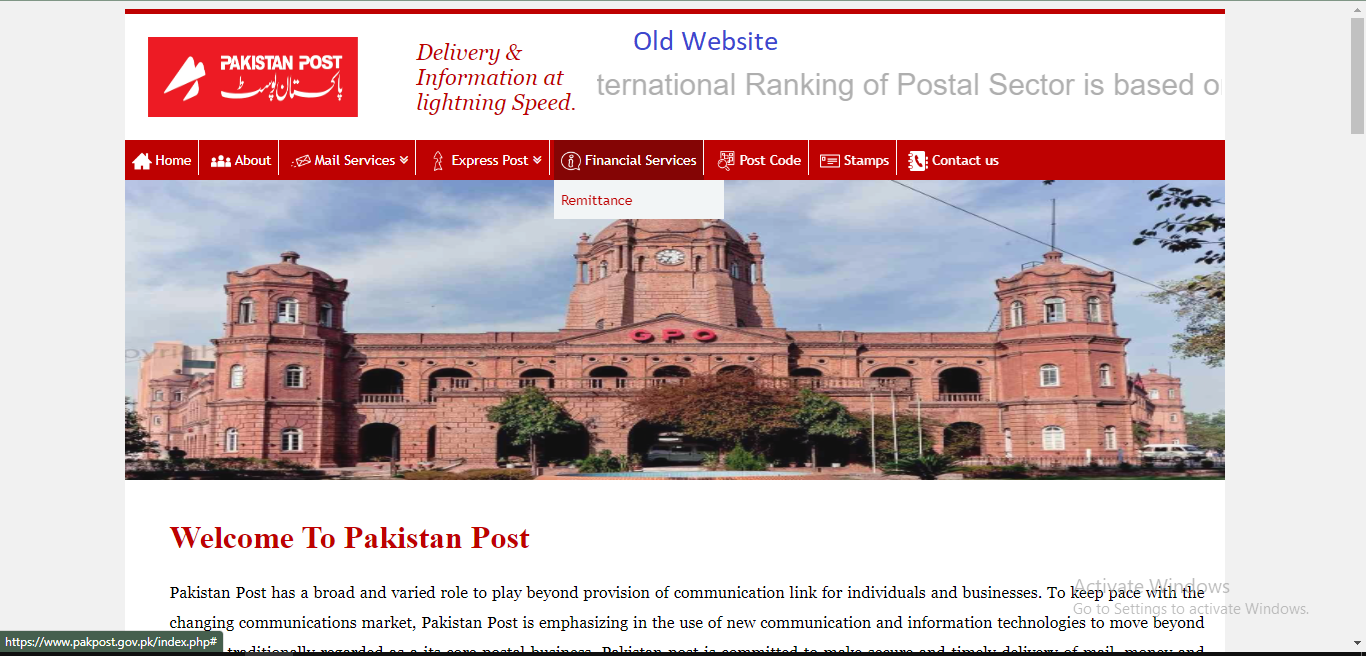 Old Website
PAKISTAN POST
پاکستان پوسٹ
Delivery &
Information at
lightning Speed.
ternational Ranking of Postal Sector is based o
Home About Mail Services Express Post Financial Services Post Code Stamps Contact us
Remittance
GPO
Welcome To Pakistan Post
Pakistan Post has a broad and varied role to play beyond provision of communication link for individuals and businesses. To keep pace with the
changing communications market, Pakistan Post is emphasizing in the use of new communication and information technologies to move beyond
traditionally regarded as a its core postal business. Pakistan post is committed to make secure and timely delivery of mail, money and
Activate Windows
Go to Settings to activate Windows.
https://www.pakpost.gov.pk/index.php#